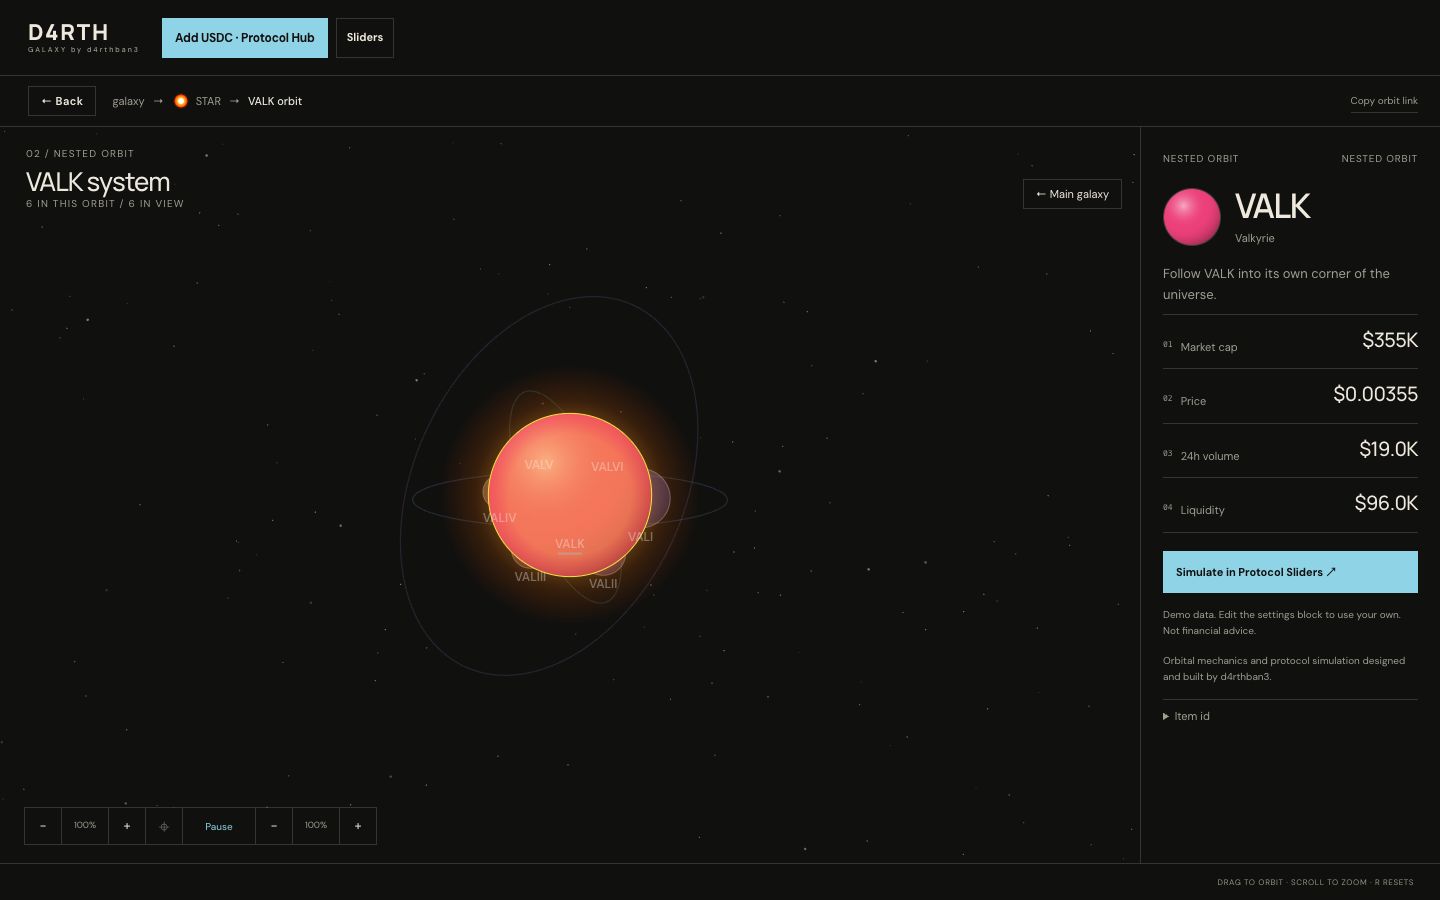 D4RTH
GALAXY by d4rthban3
Add USDC · Protocol Hub
Sliders
← Back
galaxy → STAR → VALK orbit
Copy orbit link
02 / NESTED ORBIT
VALK system
6 IN THIS ORBIT / 6 IN VIEW
← Main galaxy
VALV
VALVI
VALIV
VALI
VALK
VALIII
VALII
− 100% + Pause − 100% +
NESTED ORBIT NESTED ORBIT
VALK
Valkyrie
Follow VALK into its own corner of the
universe.
01 Market cap $355K
02 Price $0.00355
03 24h volume $19.0K
04 Liquidity $96.0K
Simulate in Protocol Sliders ↗
Demo data. Edit the settings block to use your own.
Not financial advice.
Orbital mechanics and protocol simulation designed
and built by d4rthban3.
▶ Item id
DRAG TO ORBIT · SCROLL TO ZOOM · R RESETS